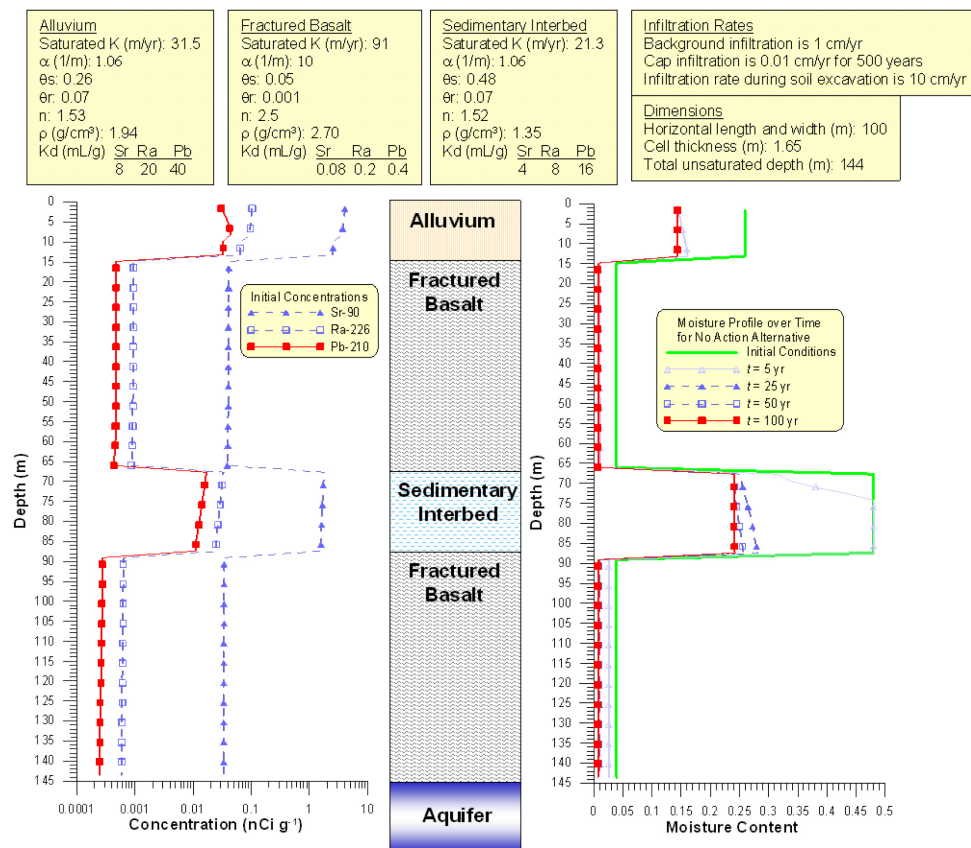 Alluvium
Saturated K (m/yr): 31.5
α (1/m): 1.06
θs: 0.26
θr: 0.07
n: 1.53
ρ (g/cm³): 1.94
Kd (mL/g) Sr Ra Pb
8 20 40
Fractured Basalt
Saturated K (m/yr): 91
α (1/m): 10
θs: 0.05
θr: 0.001
n: 2.5
ρ (g/cm³): 2.70
Kd (mL/g) Sr Ra Pb
0.08 0.2 0.4
Sedimentary Interbed
Saturated K (m/yr): 21.3
α (1/m): 1.06
θs: 0.48
θr: 0.07
n: 1.52
ρ (g/cm³): 1.35
Kd (mL/g) Sr Ra Pb
4 8 16
Infiltration Rates
Background infiltration is 1 cm/yr
Cap infiltration is 0.01 cm/yr for 500 years
Infiltration rate during soil excavation is 10 cm/yr
Dimensions
Horizontal length and width (m): 100
Cell thickness (m): 1.65
Total unsaturated depth (m): 144
0
5
10
15
20
25
30
35
40
45
50
55
60
65
70
75
80
85
90
95
100
105
110
115
120
125
130
135
140
145
Depth (m)
Initial Concentrations
Sr-90
Ra-226
Pb-210
0.0001 0.001 0.01 0.1 1 10
Concentration (nCi g⁻¹)
Alluvium
Fractured
Basalt
Sedimentary
Interbed
Fractured
Basalt
Aquifer
0
5
10
15
20
25
30
35
40
45
50
55
60
65
70
75
80
85
90
95
100
105
110
115
120
125
130
135
140
145
Depth (m)
Moisture Profile over Time
for No Action Alternative
Initial Conditions
t = 5 yr
t = 25 yr
t = 50 yr
t = 100 yr
0 0.05 0.1 0.15 0.2 0.25 0.3 0.35 0.4 0.45 0.5
Moisture Content